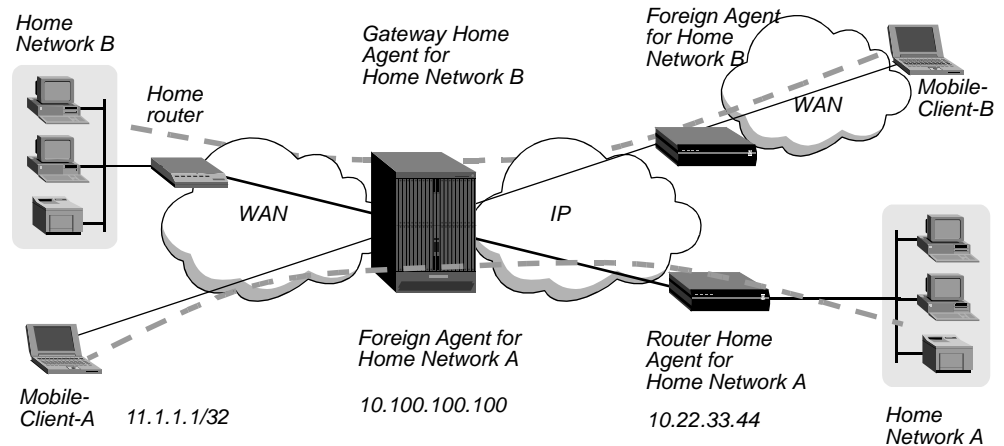 Home
Network B
Gateway Home
Agent for
Home Network B
Foreign Agent
for Home
Network B
Home
router
WAN
Mobile-
Client-B
WAN
IP
Foreign Agent for
Home Network A
10.100.100.100
Router Home
Agent for
Home Network A
10.22.33.44
Mobile-
Client-A
11.1.1.1/32
Home
Network A